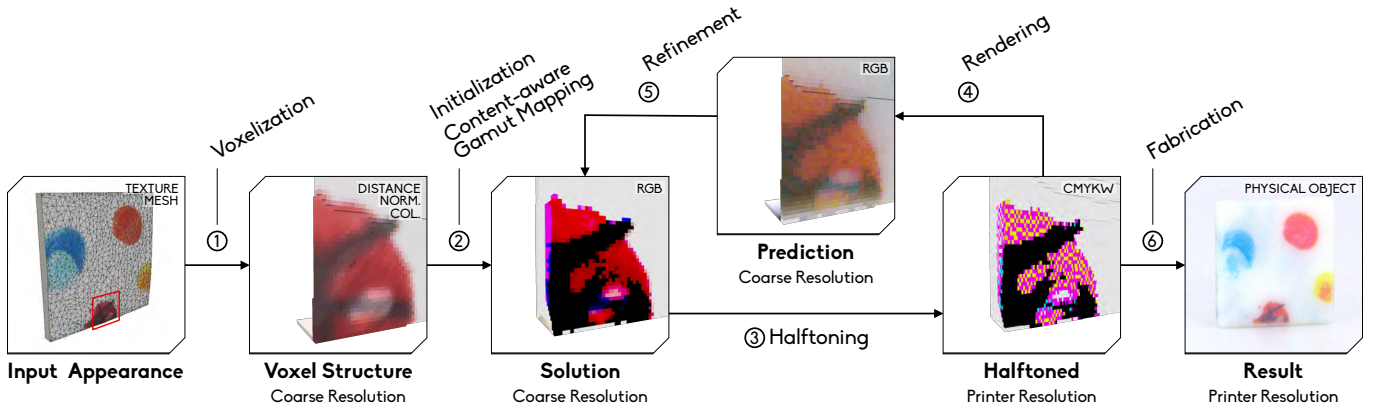 TEXTURE
MESH
Input Appearance
① Voxelization
DISTANCE
NORM.
COL.
Voxel Structure
Coarse Resolution
② Initialization
Content-aware
Gamut Mapping
RGB
Solution
Coarse Resolution
③ Halftoning
CMYKW
Halftoned
Printer Resolution
④ Rendering
RGB
Prediction
Coarse Resolution
⑤ Refinement
⑥ Fabrication
PHYSICAL OBJECT
Result
Printer Resolution